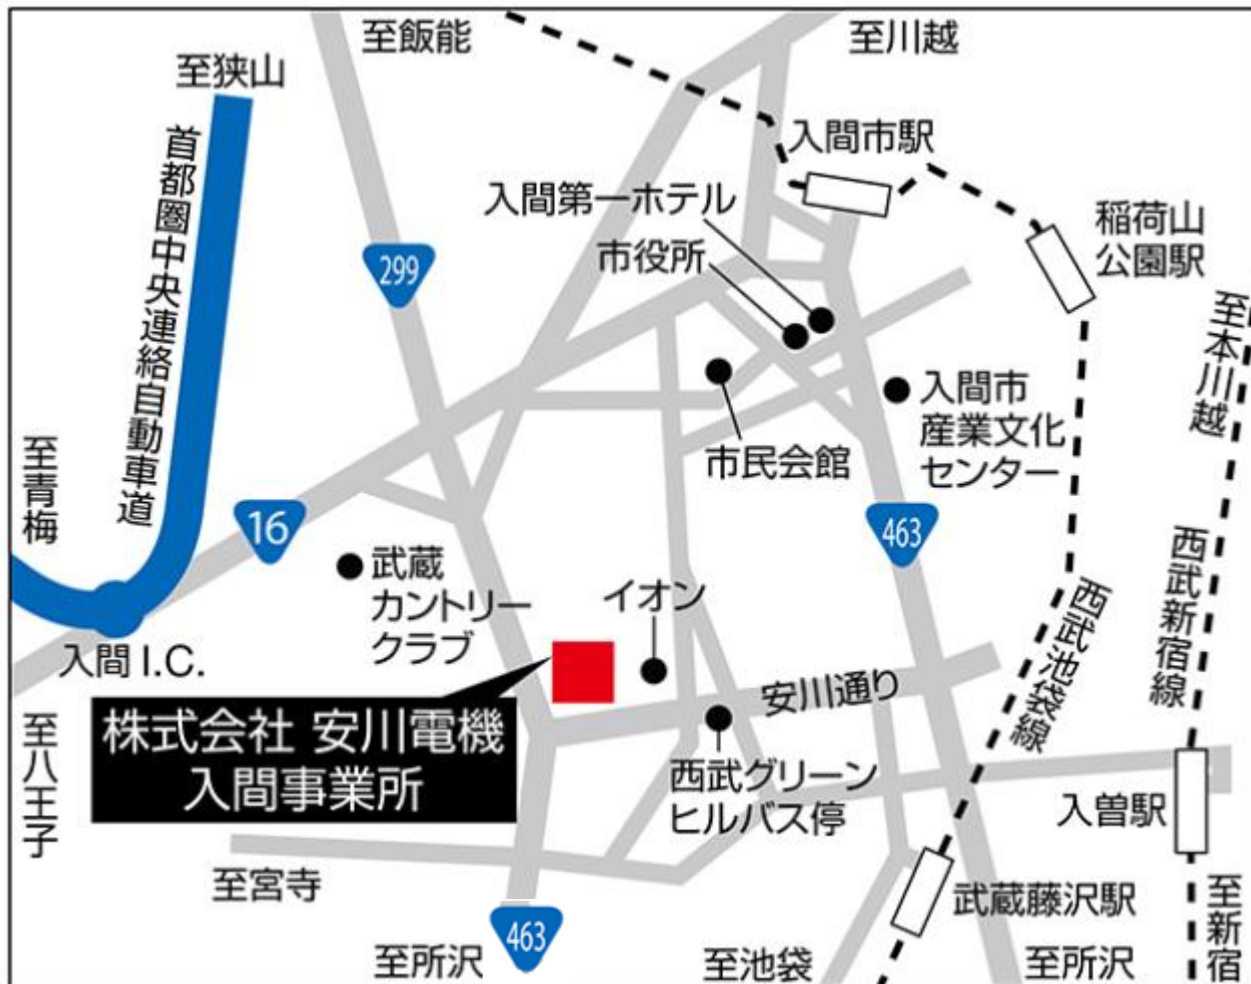 至飯能
至川越
至狭山
入間市駅
首都圏中央連絡自動車道
入間第一ホテル
稲荷山
公園駅
市役所
299
至本川越
入間市
産業文化
センター
市民会館
至青梅
16
463
西武新宿線
武蔵
カントリー
クラブ
イオン
西武池袋線
入間 I.C.
安川通り
株式会社 安川電機
入間事業所
至八王子
西武グリーン
ヒルバス停
入曽駅
至宮寺
武蔵藤沢駅
至新宿
463
至所沢
至池袋
至所沢